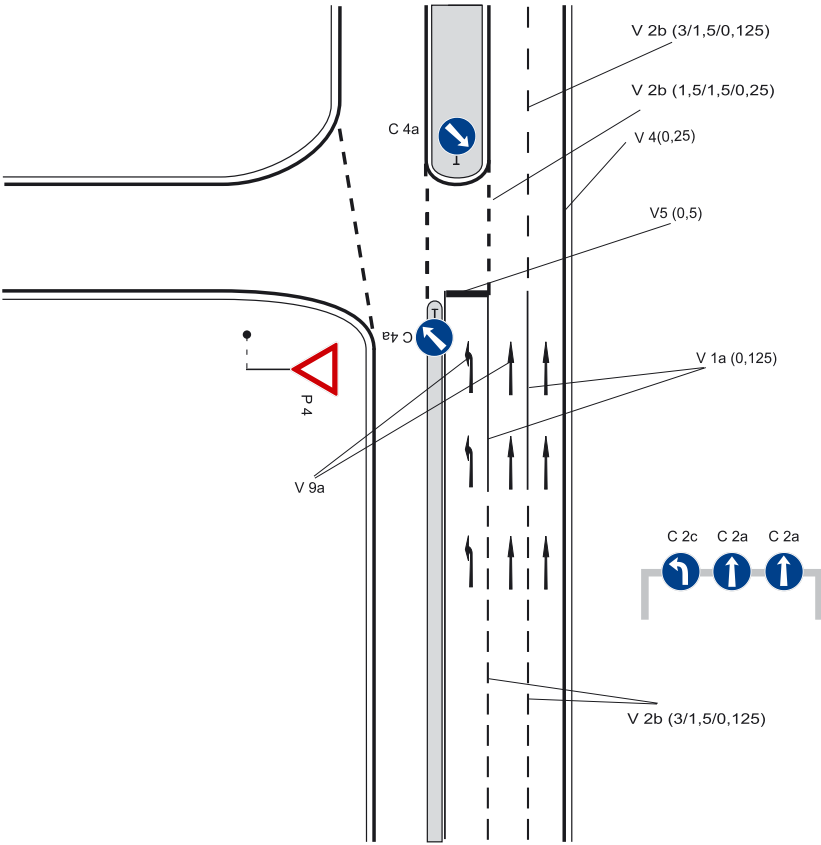 V 2b (3/1,5/0,125)
V 2b (1,5/1,5/0,25)
C 4a
V 4(0,25)
V5 (0,5)
C 4a
V 1a (0,125)
P 4
V 9a
C 2c C 2a C 2a
V 2b (3/1,5/0,125)